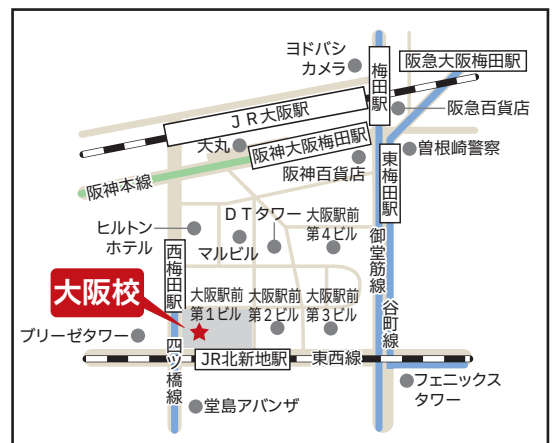 ヨドバシ
カメラ
梅田駅
阪急大阪梅田駅
JR大阪駅
阪急百貨店
大丸
阪神大阪梅田駅
曽根崎警察
阪神百貨店
東梅田駅
阪神本線
DTタワー
大阪駅前
第4ビル
ヒルトン
ホテル
マルビル
御堂筋線
西梅田駅
大阪校
大阪駅前
第1ビル
大阪駅前
第2ビル
大阪駅前
第3ビル
谷町線
ブリーゼタワー
四ツ橋線
JR北新地駅
東西線
フェニックス
タワー
堂島アバンザ